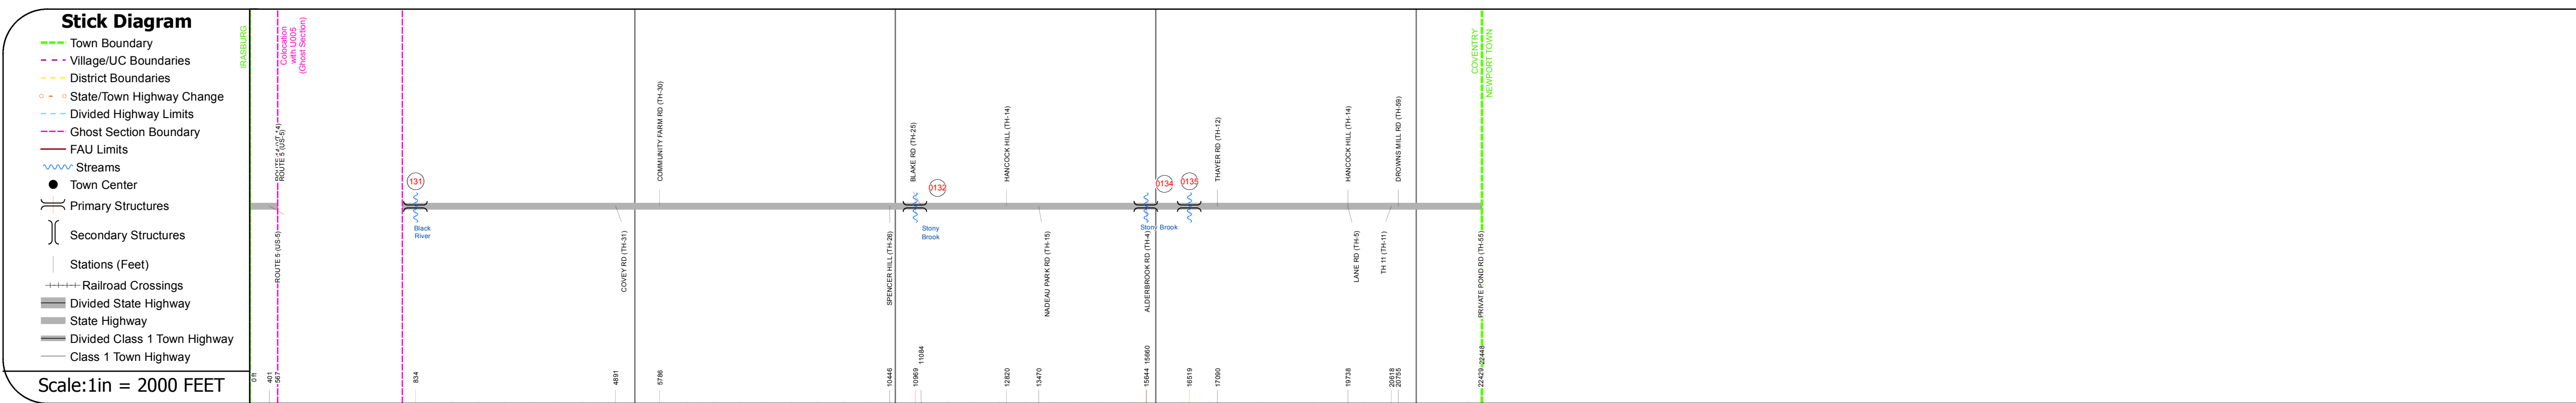 Stick Diagram
Town Boundary
Village/UC Boundaries
District Boundaries
State/Town Highway Change
Divided Highway Limits
Ghost Section Boundary
FAU Limits
Streams
Town Center
Primary Structures
Secondary Structures
Stations (Feet)
Railroad Crossings
Divided State Highway
State Highway
Divided Class 1 Town Highway
Class 1 Town Highway
Scale:1in = 2000 FEET
IRASBURG
Colocation
with U005
(Ghost Section)
ROUTE 5 (US-5)
ROUTE 5 (US-5)
131
Black
River
COVEY RD (TH-31)
COMMUNITY FARM RD (TH-30)
SPENCER HILL (TH-26)
BLAKE RD (TH-25)
0132
Stony
Brook
HANCOCK HILL (TH-14)
NADEAU PARK RD (TH-15)
ALDERBROOK RD (TH-4)
0134
Stony Brook
0135
THAYER RD (TH-12)
HANCOCK HILL (TH-14)
LANE RD (TH-5)
TH 11 (TH-11)
DROWNS MILL RD (TH-59)
COVENTRY
NEWPORT TOWN
PRIVATE POND RD (TH-55)
0 ft
401
567
834
4891
5786
10446
10969
11084
12820
13470
15644
15660
16519
17090
19738
20618
20755
22429
22448